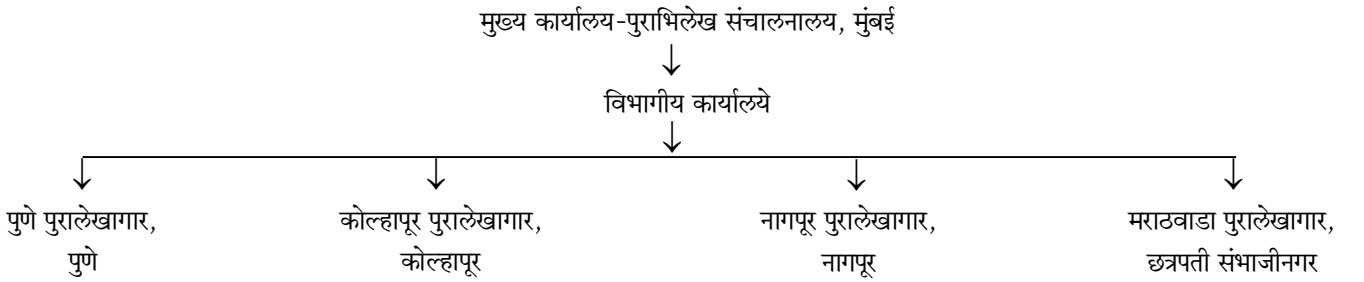 मुख्य कार्यालय-पुराभिलेख संचालनालय, मुंबई
विभागीय कार्यालये
पुणे पुरालेखागार,
पुणे
कोल्हापूर पुरालेखागार,
कोल्हापूर
नागपूर पुरालेखागार,
नागपूर
मराठवाडा पुरालेखागार,
छत्रपती संभाजीनगर